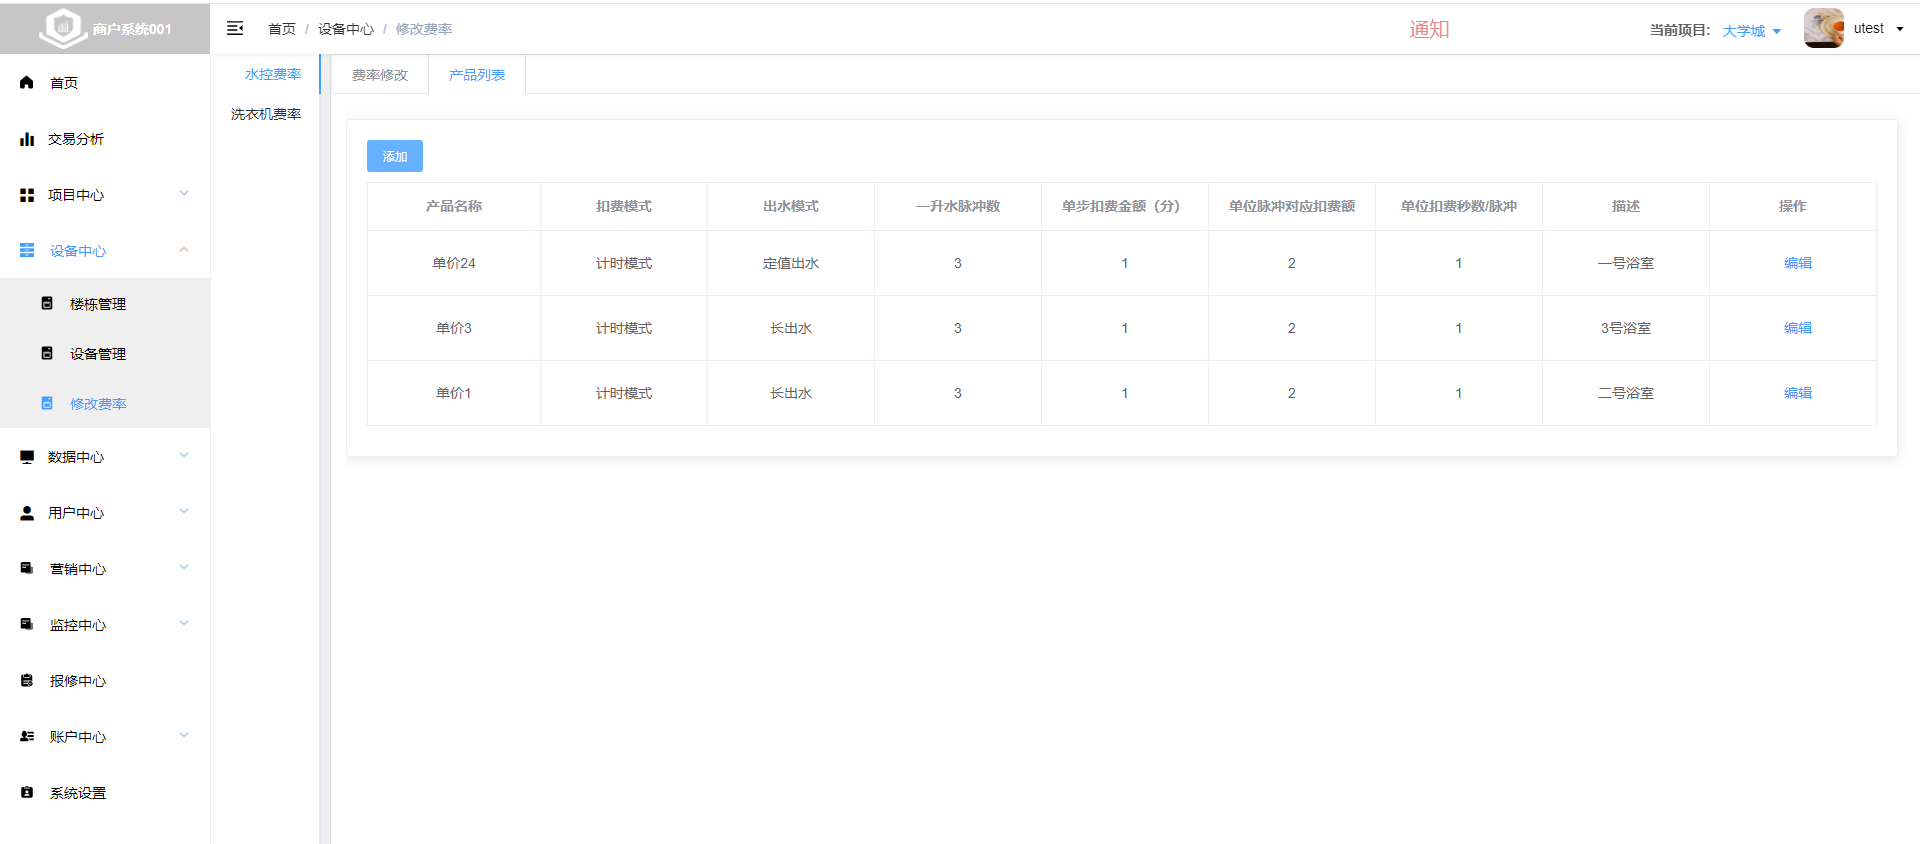 商户系统001
首页 / 设备中心 / 修改费率
通知
当前项目： 大学城
utest
首页
交易分析
项目中心
设备中心
楼栋管理
设备管理
修改费率
数据中心
用户中心
营销中心
监控中心
报修中心
账户中心
系统设置
水控费率
洗衣机费率
费率修改 产品列表
添加
产品名称 扣费模式 出水模式 一升水脉冲数 单步扣费金额（分） 单位脉冲对应扣费额 单位扣费秒数/脉冲 描述 操作
单价24 计时模式 定值出水 3 1 2 1 一号浴室 编辑
单价3 计时模式 长出水 3 1 2 1 3号浴室 编辑
单价1 计时模式 长出水 3 1 2 1 二号浴室 编辑